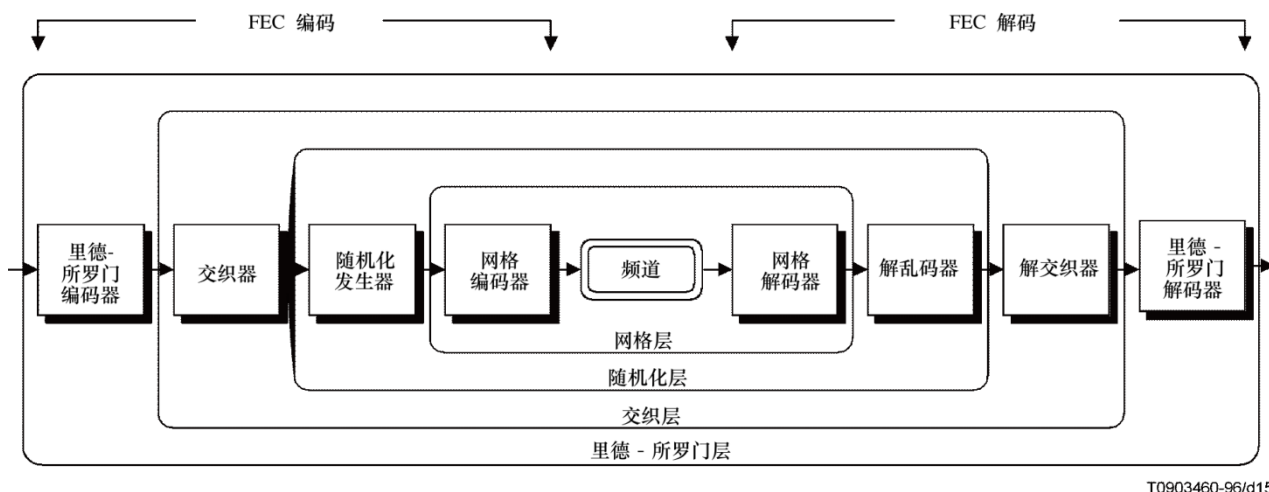 FEC 编码
FEC 解码
里德-
所罗门
编码器
交织器
随机化
发生器
网格
编码器
频道
网格
解码器
解乱码器
解交织器
里德 -
所罗门
解码器
网格层
随机化层
交织层
里德 - 所罗门层
T0903460-96/d15